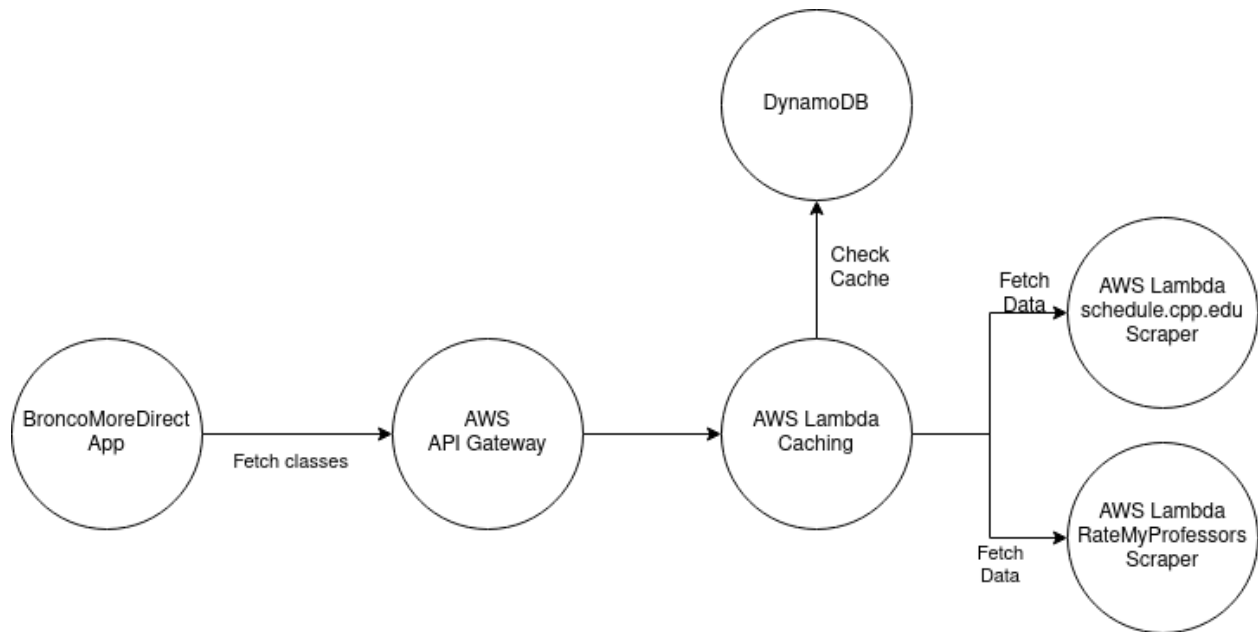 DynamoDB
Check
Cache
Fetch
Data
AWS Lambda
schedule.cpp.edu
Scraper
BroncoMoreDirect
App
Fetch classes
AWS
API Gateway
AWS Lambda
Caching
AWS Lambda
RateMyProfessors
Scraper
Fetch
Data